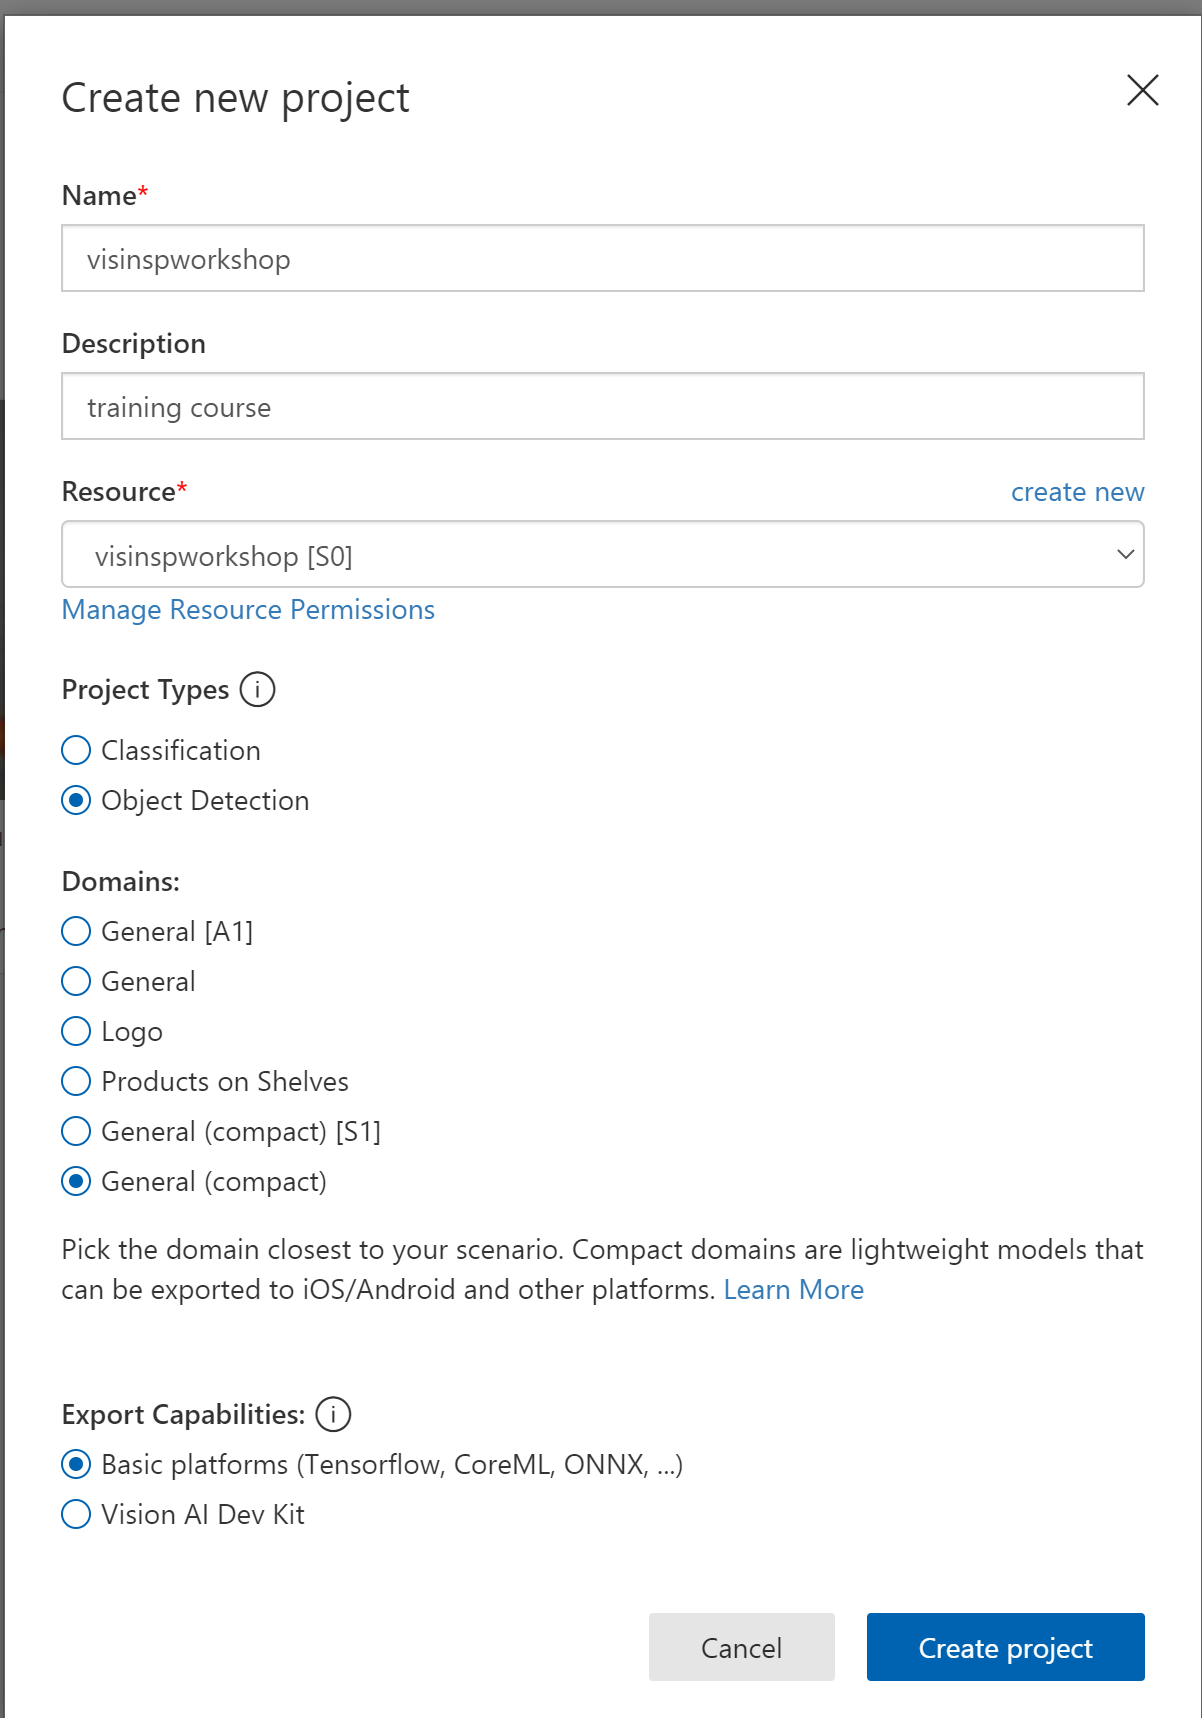 Create new project
Name*
visinspworkshop
Description
training course
Resource*
create new
visinspworkshop [S0]
Manage Resource Permissions
Project Types
Classification
Object Detection
Domains:
General [A1]
General
Logo
Products on Shelves
General (compact) [S1]
General (compact)
Pick the domain closest to your scenario. Compact domains are lightweight models that
can be exported to iOS/Android and other platforms. Learn More
Export Capabilities:
Basic platforms (Tensorflow, CoreML, ONNX, ...)
Vision AI Dev Kit
Cancel
Create project